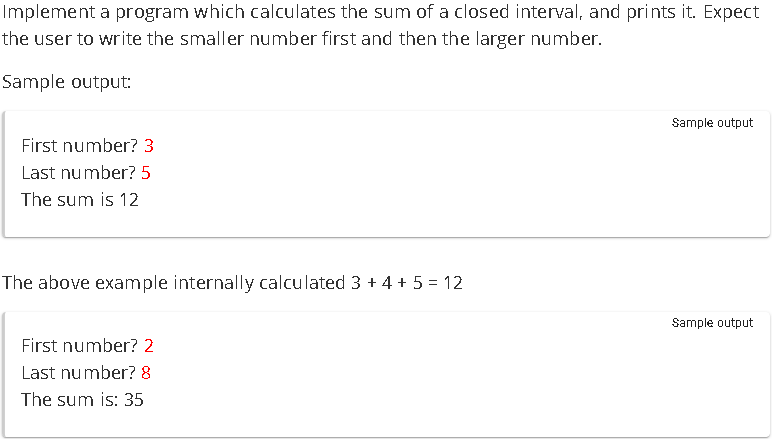 Implement a program which calculates the sum of a closed interval, and prints it. Expect
the user to write the smaller number first and then the larger number.
Sample output:
Sample output
First number? 3
Last number? 5
The sum is 12
The above example internally calculated 3 + 4 + 5 = 12
Sample output
First number? 2
Last number? 8
The sum is: 35